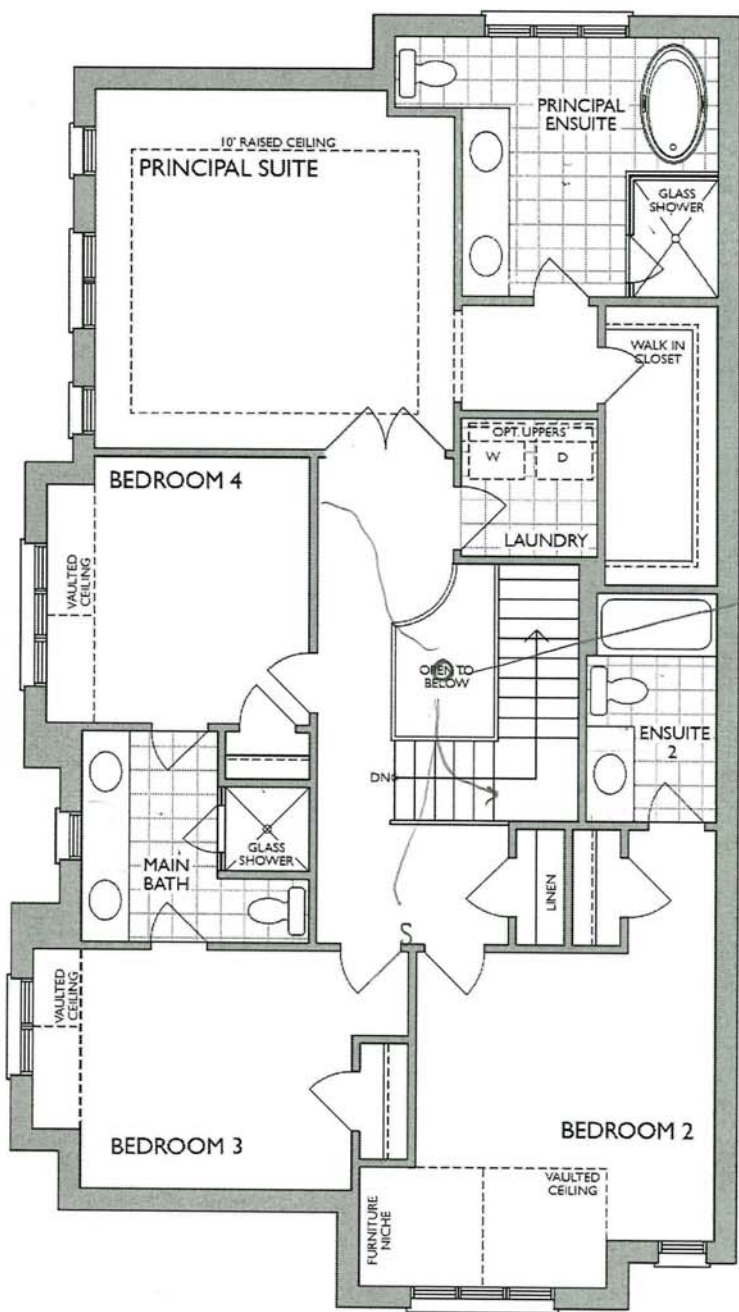 PRINCIPAL
ENSUITE
10" RAISED CEILING
PRINCIPAL SUITE
GLASS
SHOWER
WALK IN
CLOSET
OPT. UPPERS
W
D
LAUNDRY
BEDROOM 4
VAULTED
CEILING
OPEN TO
BELOW
ENSUITE
2
DN
GLASS
SHOWER
MAIN
BATH
LINEN
S
VAULTED
CEILING
BEDROOM 3
BEDROOM 2
VAULTED
CEILING
FURNITURE
NICHE